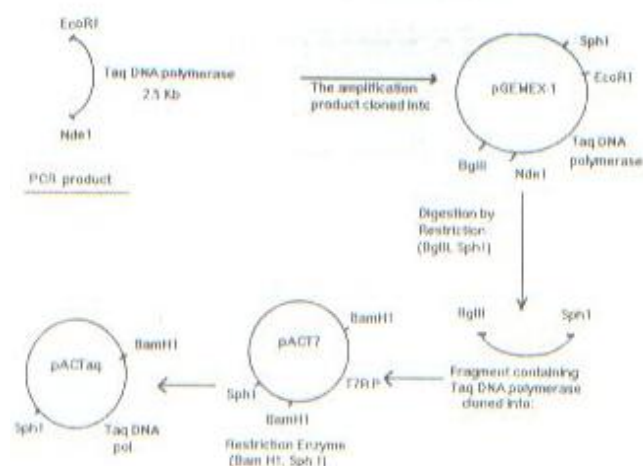 EcoR1
Taq DNA polymerase
2.5 Kb
Nde1
PCR product
The amplification
product cloned into:
Sph1
EcoR1
pGEMEX-1
Taq DNA
polymerase
BglII
Nde1
Digestion by
Restriction
(BglII, Sph1)
BglII
Sph1
Fragment containing
Taq DNA polymerase
cloned into:
BamH1
pACT7
T7R.P
Sph1
BamH1
Restriction Enzyme
(Bam H1, Sph 1)
BamH1
pACTaq
Sph1
Taq DNA
pol